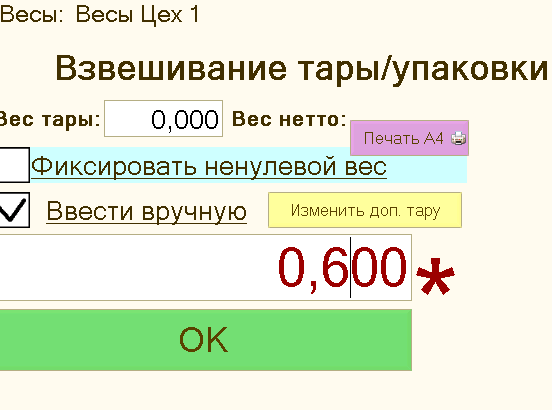 Весы: Весы Цех 1
Взвешивание тары/упаковки
Вес тары: 0,000 Вес нетто:
Печать А4
Фиксировать ненулевой вес
Ввести вручную Изменить доп. тару
0,600*
OK